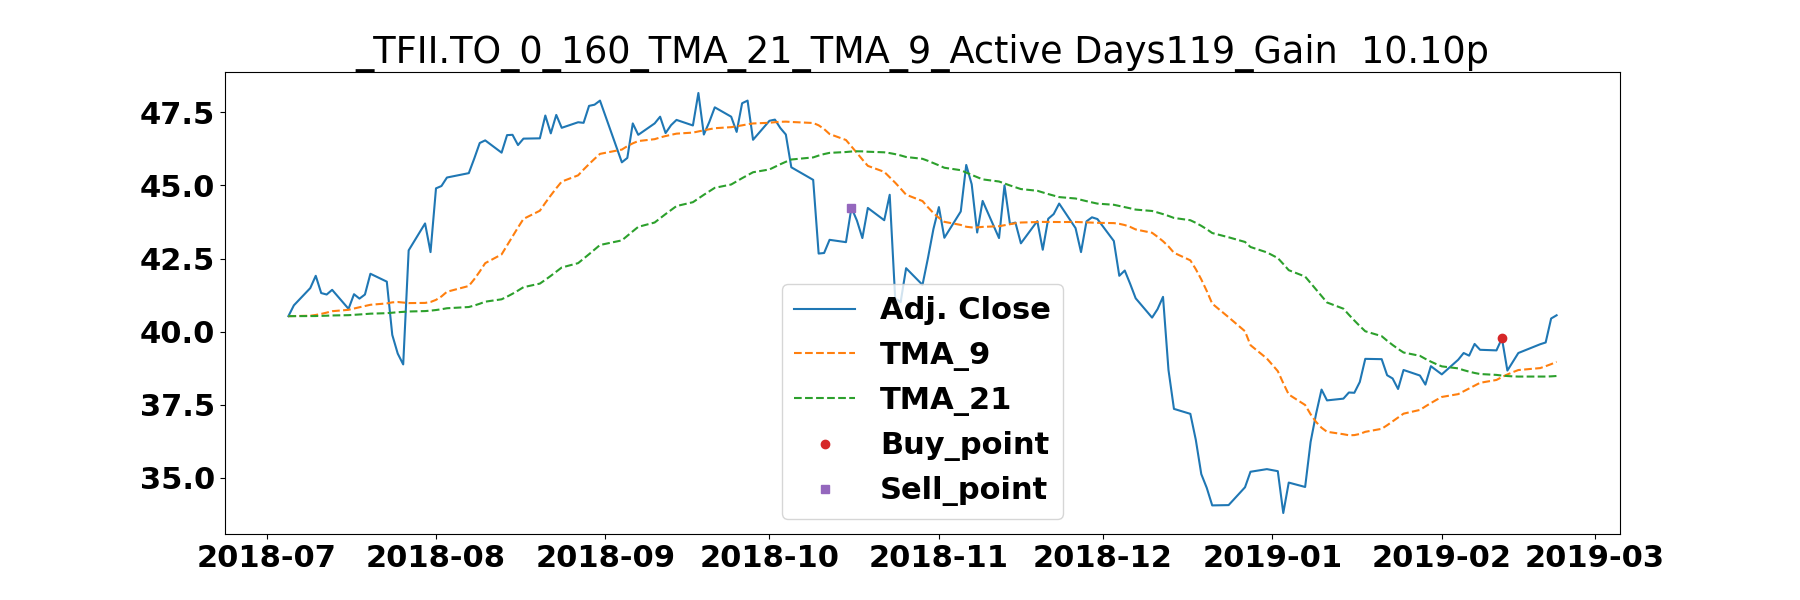 _TFII.TO_0_160_TMA_21_TMA_9_Active Days119_Gain  10.10p
47.5
45.0
42.5
40.0
37.5
35.0
Adj. Close
TMA_9
TMA_21
Buy_point
Sell_point
2018-07 2018-08 2018-09 2018-10 2018-11 2018-12 2019-01 2019-02 2019-03